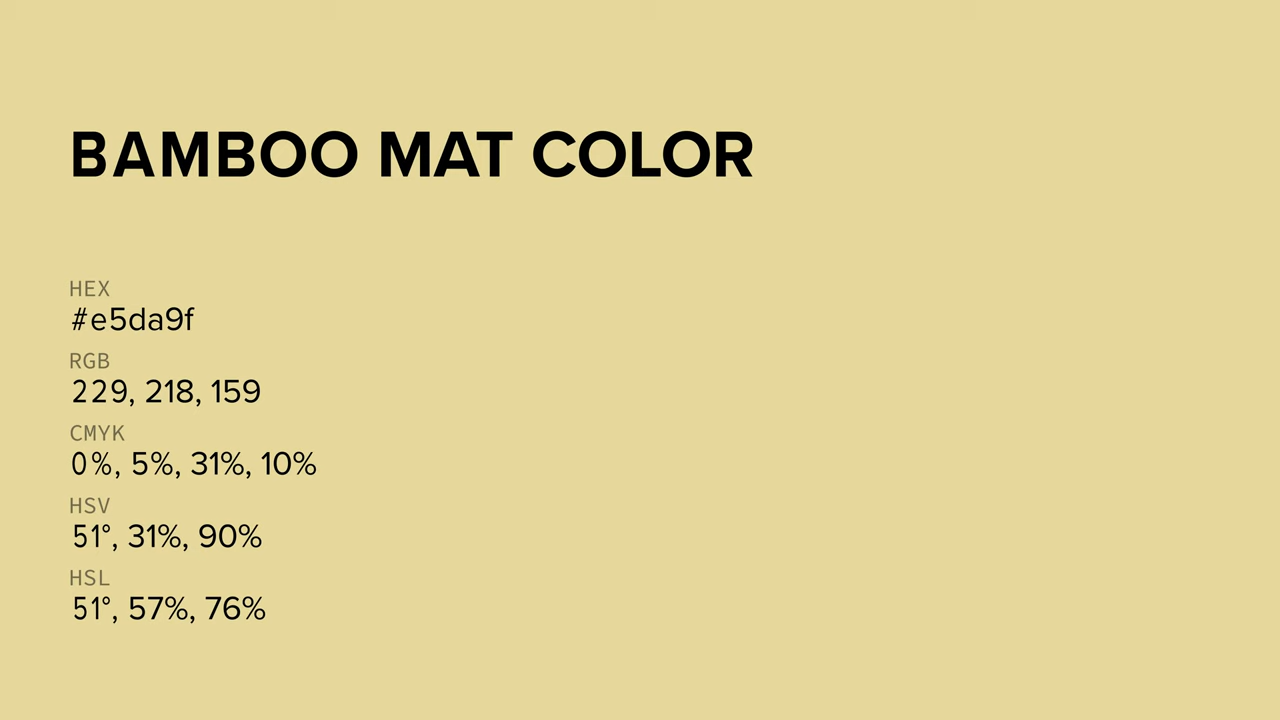 BAMBOO MAT COLOR
HEX
#e5da9f
RGB
229, 218, 159
CMYK
0%, 5%, 31%, 10%
HSV
51°, 31%, 90%
HSL
51°, 57%, 76%